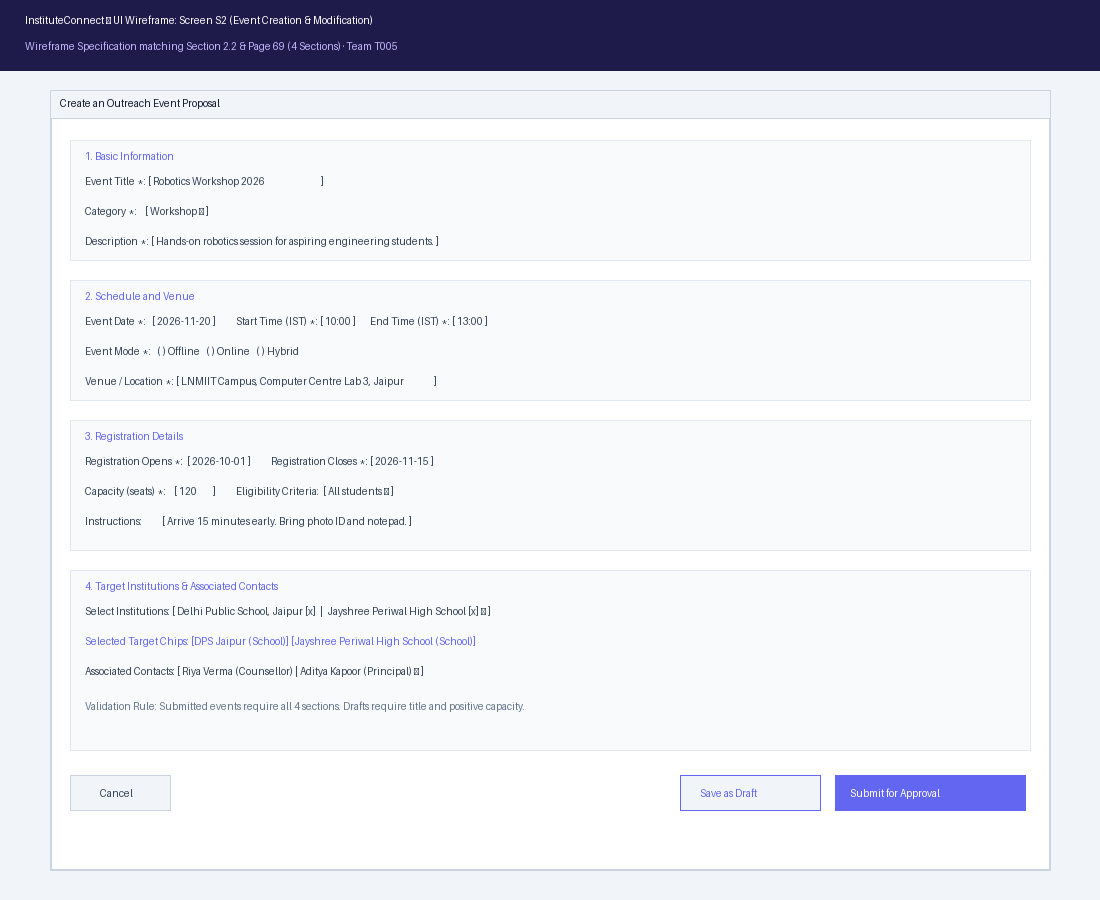 InstituteConnect □ UI Wireframe: Screen S2 (Event Creation & Modification)
Wireframe Specification matching Section 2.2 & Page 69 (4 Sections) · Team T005
Create an Outreach Event Proposal
1. Basic Information
Event Title *: [ Robotics Workshop 2026 ]
Category *: [ Workshop □ ]
Description *: [ Hands-on robotics session for aspiring engineering students. ]
2. Schedule and Venue
Event Date *: [ 2026-11-20 ] Start Time (IST) *: [ 10:00 ] End Time (IST) *: [ 13:00 ]
Event Mode *: ( ) Offline ( ) Online ( ) Hybrid
Venue / Location *: [ LNMIIT Campus, Computer Centre Lab 3, Jaipur ]
3. Registration Details
Registration Opens *: [ 2026-10-01 ] Registration Closes *: [ 2026-11-15 ]
Capacity (seats) *: [ 120 ] Eligibility Criteria: [ All students □ ]
Instructions: [ Arrive 15 minutes early. Bring photo ID and notepad. ]
4. Target Institutions & Associated Contacts
Select Institutions: [ Delhi Public School, Jaipur [x] | Jayshree Periwal High School [x] □ ]
Selected Target Chips: [DPS Jaipur (School)] [Jayshree Periwal High School (School)]
Associated Contacts: [ Riya Verma (Counsellor) | Aditya Kapoor (Principal) □ ]
Validation Rule: Submitted events require all 4 sections. Drafts require title and positive capacity.
Cancel Save as Draft Submit for Approval